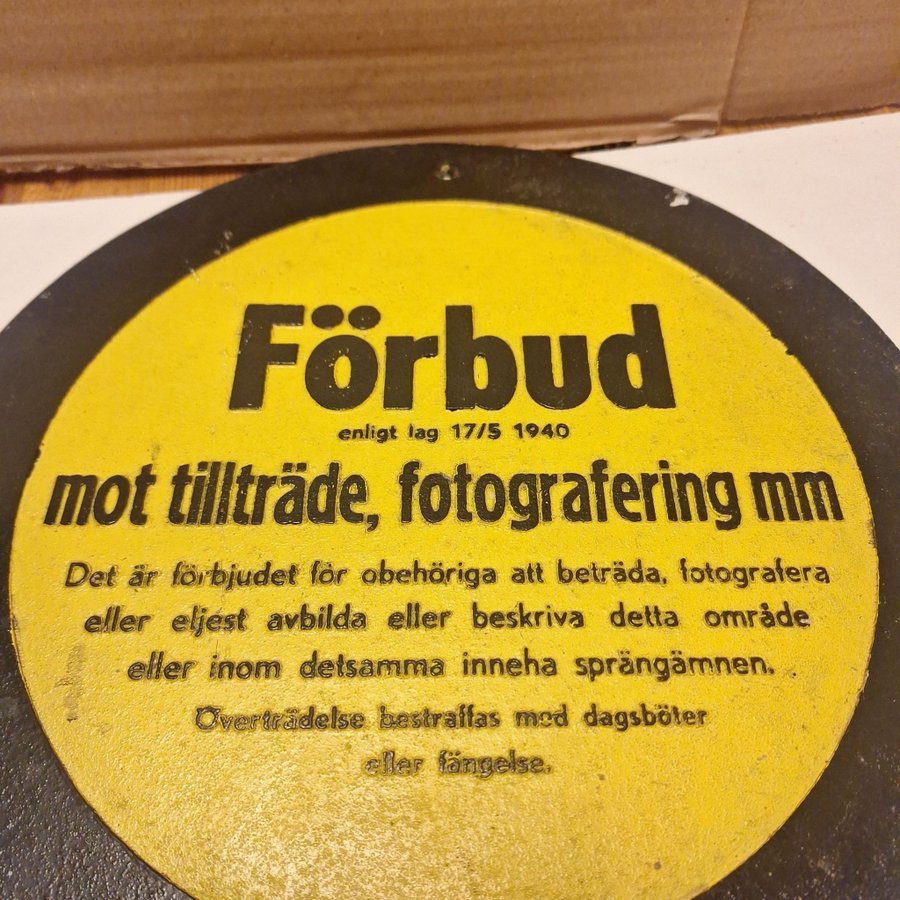 Förbud
enligt lag 17/5 1940
mot tillträde, fotografering mm
Det är förbjudet för obehöriga att beträda, fotografera
eller eljest avbilda eller beskriva detta område
eller inom detsamma inneha sprängämnen.
Överträdelse bestraffas med dagsböter
eller fängelse.